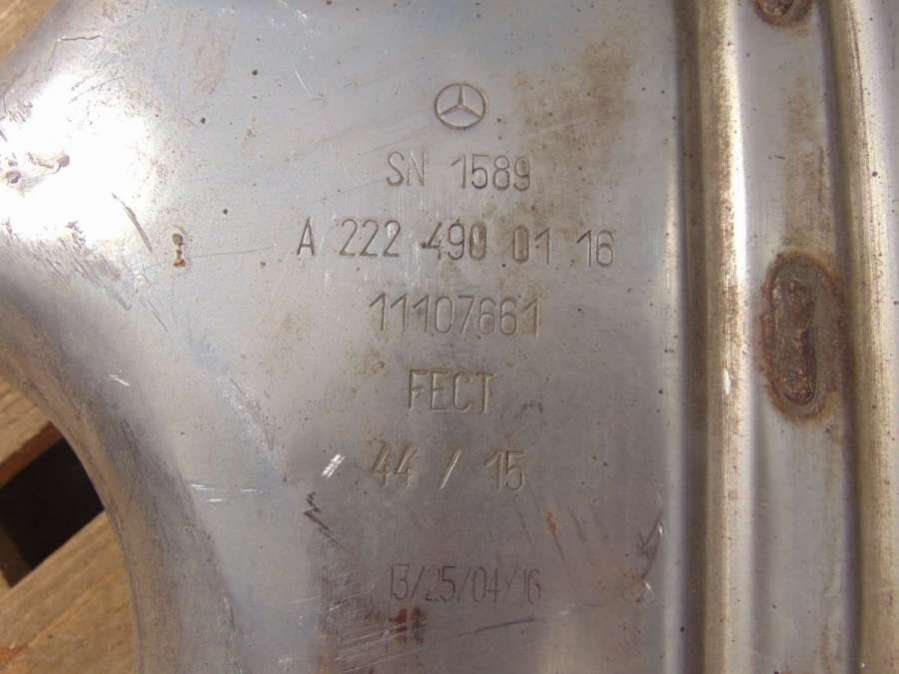 SN 1589
A 222 490 01 16
11107661
FECT
44 / 15
13/25/04/16